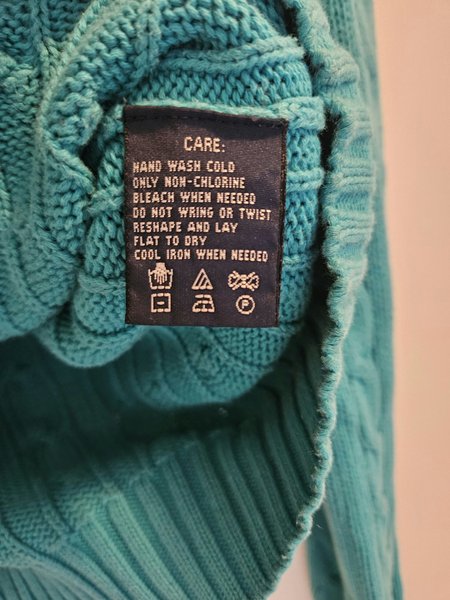 CARE:
HAND WASH COLD
ONLY NON-CHLORINE
BLEACH WHEN NEEDED
DO NOT WRING OR TWIST
RESHAPE AND LAY
FLAT TO DRY
COOL IRON WHEN NEEDED
P